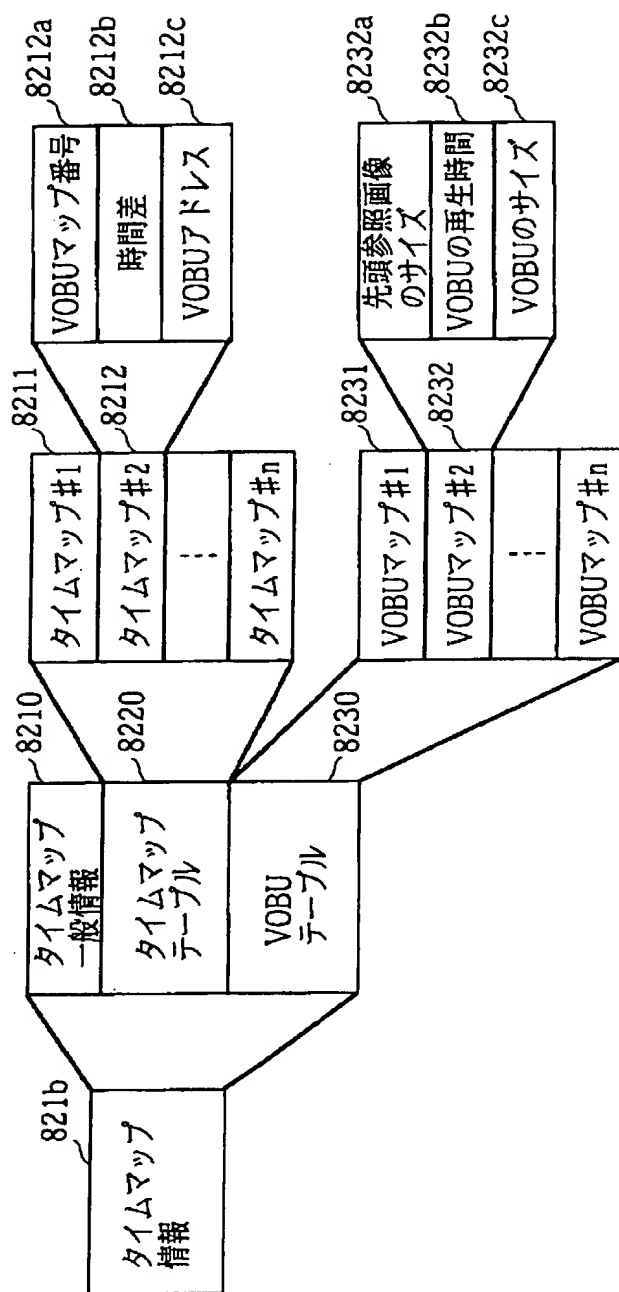 821b
タイムマップ
情報
8210
タイムマップ
一般情報
8220
タイムマップ
テーブル
8230
VOBU
テーブル
8211
タイムマップ#1
8212
タイムマップ#2
タイムマップ#n
8231
VOBUマップ#1
8232
VOBUマップ#2
VOBUマップ#n
8212a
VOBUマップ番号
8212b
時間差
8212c
VOBUアドレス
8232a
先頭参照画像
のサイズ
8232b
VOBUの再生時間
8232c
VOBUのサイズ